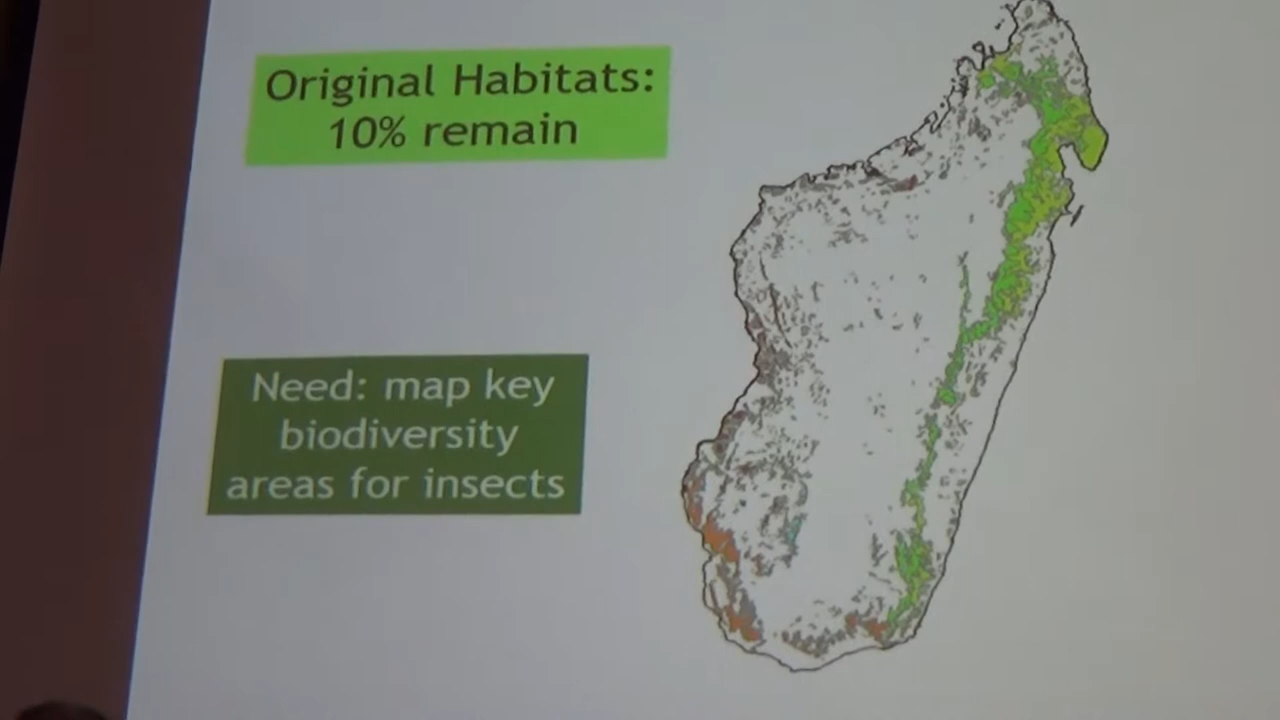 Original Habitats:
10% remain
Need: map key
biodiversity
areas for insects